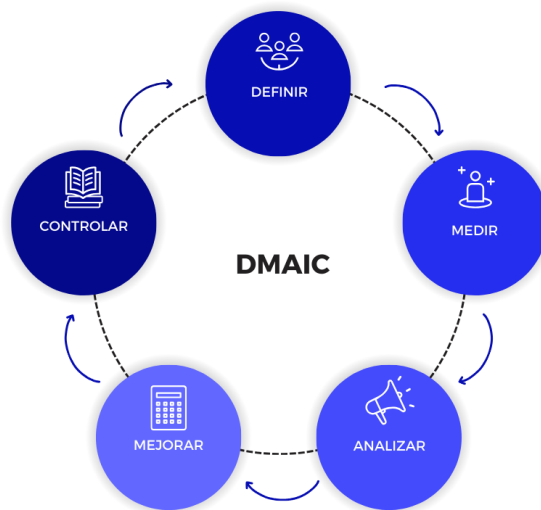 DEFINIR
MEDIR
ANALIZAR
MEJORAR
CONTROLAR
DMAIC